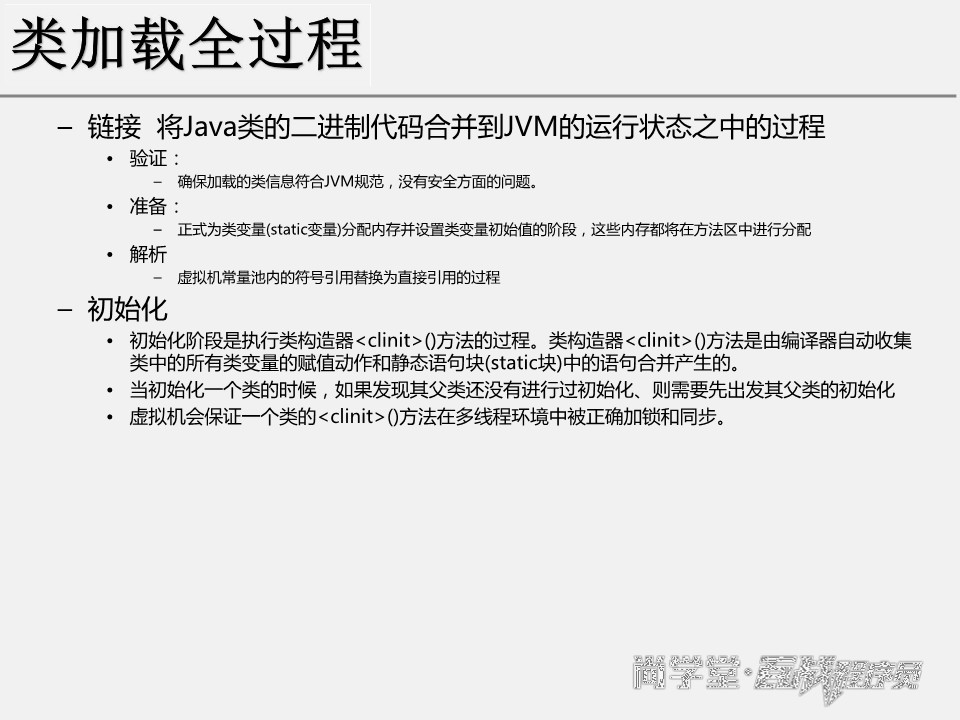 类加载全过程
– 链接 将Java类的二进制代码合并到JVM的运行状态之中的过程
• 验证：
– 确保加载的类信息符合JVM规范，没有安全方面的问题。
• 准备：
– 正式为类变量(static变量)分配内存并设置类变量初始值的阶段，这些内存都将在方法区中进行分配
• 解析
– 虚拟机常量池内的符号引用替换为直接引用的过程
– 初始化
• 初始化阶段是执行类构造器<clinit>()方法的过程。类构造器<clinit>()方法是由编译器自动收集
类中的所有类变量的赋值动作和静态语句块(static块)中的语句合并产生的。
• 当初始化一个类的时候，如果发现其父类还没有进行过初始化、则需要先出发其父类的初始化
• 虚拟机会保证一个类的<clinit>()方法在多线程环境中被正确加锁和同步。
尚学堂·实战程序员